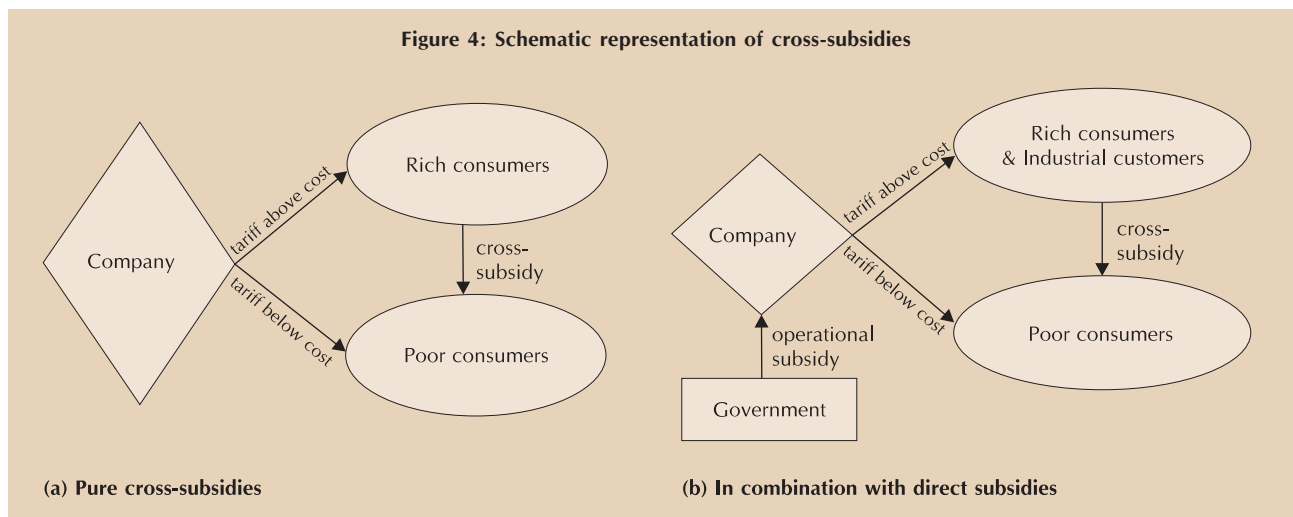 Figure 4: Schematic representation of cross-subsidies
Company
tariff above cost
tariff below cost
Rich consumers
cross-
subsidy
Poor consumers
(a) Pure cross-subsidies
Company
tariff above cost
tariff below cost
Rich consumers
& Industrial customers
cross-
subsidy
Poor consumers
operational
subsidy
Government
(b) In combination with direct subsidies